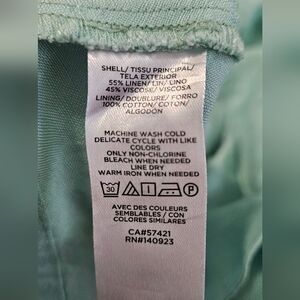 SHELL/ TISSU PRINCIPAL/
TELA EXTERIOR
55% LINEN/ LIN/ LINO
45% VISCOSE/ VISCOSA
LINING/ DOUBLURE/ FORRO
100% COTTON/ COTON/
ALGODÓN
MACHINE WASH COLD
DELICATE CYCLE WITH LIKE
COLORS
ONLY NON-CHLORINE
BLEACH WHEN NEEDED
LINE DRY
WARM IRON WHEN NEEDED
30
AVEC DES COULEURS
SEMBLABLES / CON
COLORES SIMILARES
CA#57421
RN#140923